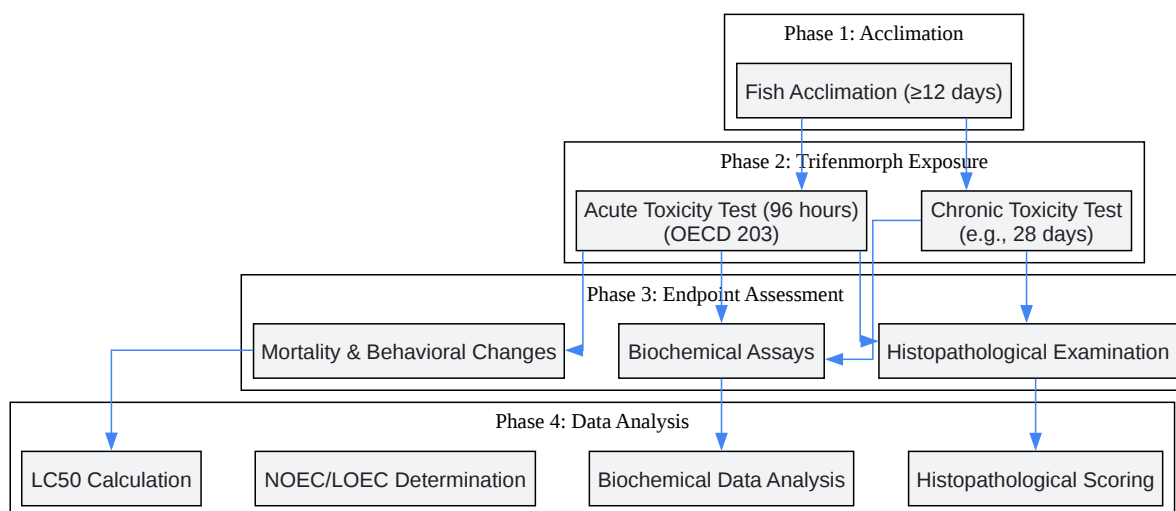 Phase 1: Acclimation
Fish Acclimation (≥12 days)
Phase 2: Trifenmorph Exposure
Acute Toxicity Test (96 hours)
(OECD 203)
Chronic Toxicity Test
(e.g., 28 days)
Phase 3: Endpoint Assessment
Mortality & Behavioral Changes
Biochemical Assays
Histopathological Examination
Phase 4: Data Analysis
LC50 Calculation
NOEC/LOEC Determination
Biochemical Data Analysis
Histopathological Scoring